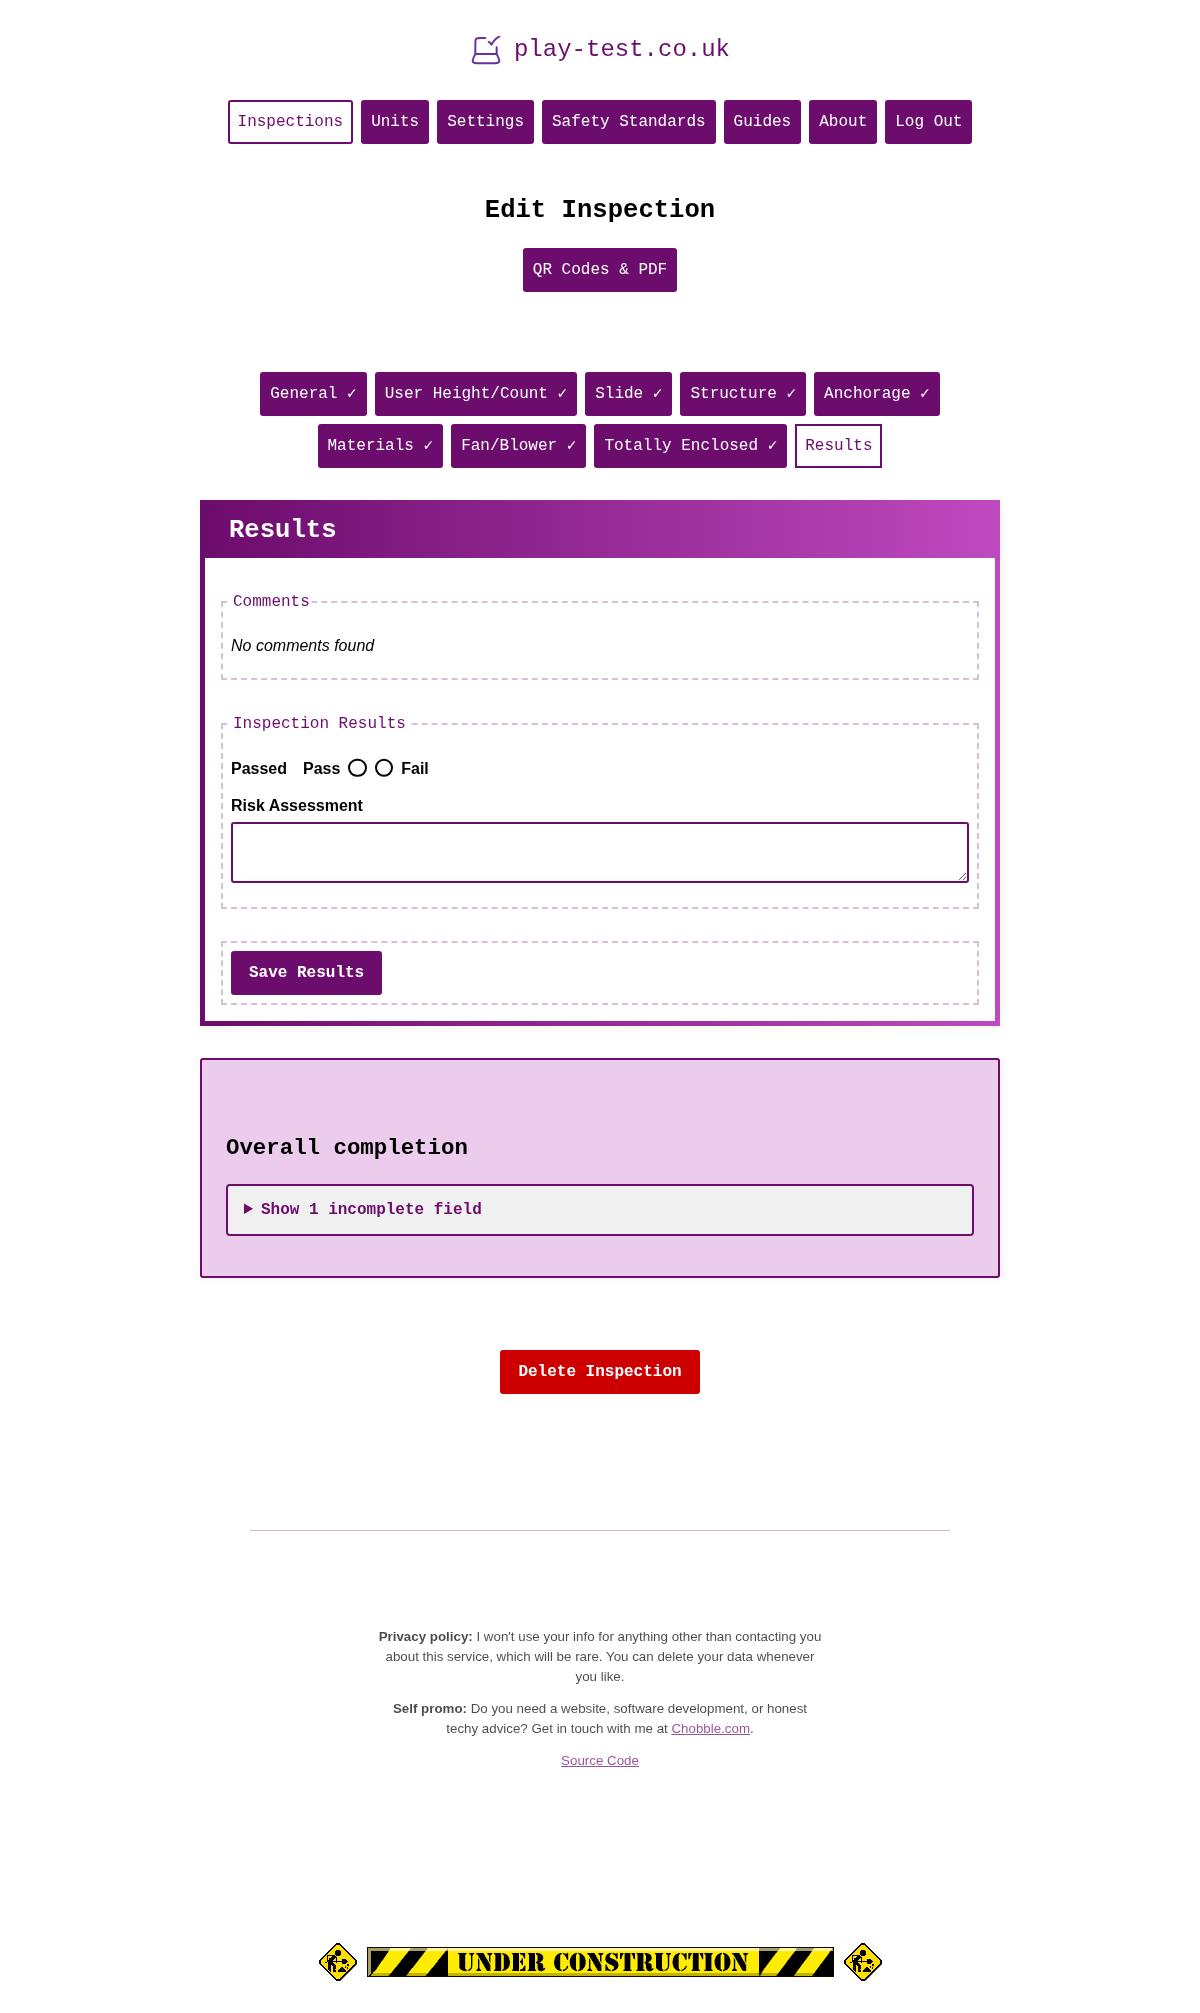 play-test.co.uk
Inspections Units Settings Safety Standards Guides About Log Out
Edit Inspection
QR Codes & PDF
General ✓ User Height/Count ✓ Slide ✓ Structure ✓ Anchorage ✓
Materials ✓ Fan/Blower ✓ Totally Enclosed ✓ Results
Results
Comments
No comments found
Inspection Results
Passed Pass Fail
Risk Assessment
Save Results
Overall completion
Show 1 incomplete field
Delete Inspection
Privacy policy: I won't use your info for anything other than contacting you
about this service, which will be rare. You can delete your data whenever
you like.
Self promo: Do you need a website, software development, or honest
techy advice? Get in touch with me at Chobble.com.
Source Code
UNDER CONSTRUCTION